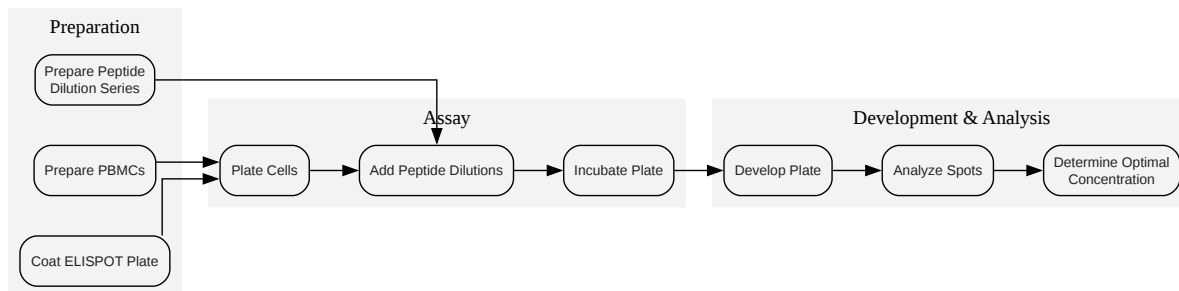 Preparation
Prepare Peptide
Dilution Series
Prepare PBMCs
Coat ELISPOT Plate
Assay
Plate Cells
Add Peptide Dilutions
Incubate Plate
Development & Analysis
Develop Plate
Analyze Spots
Determine Optimal
Concentration